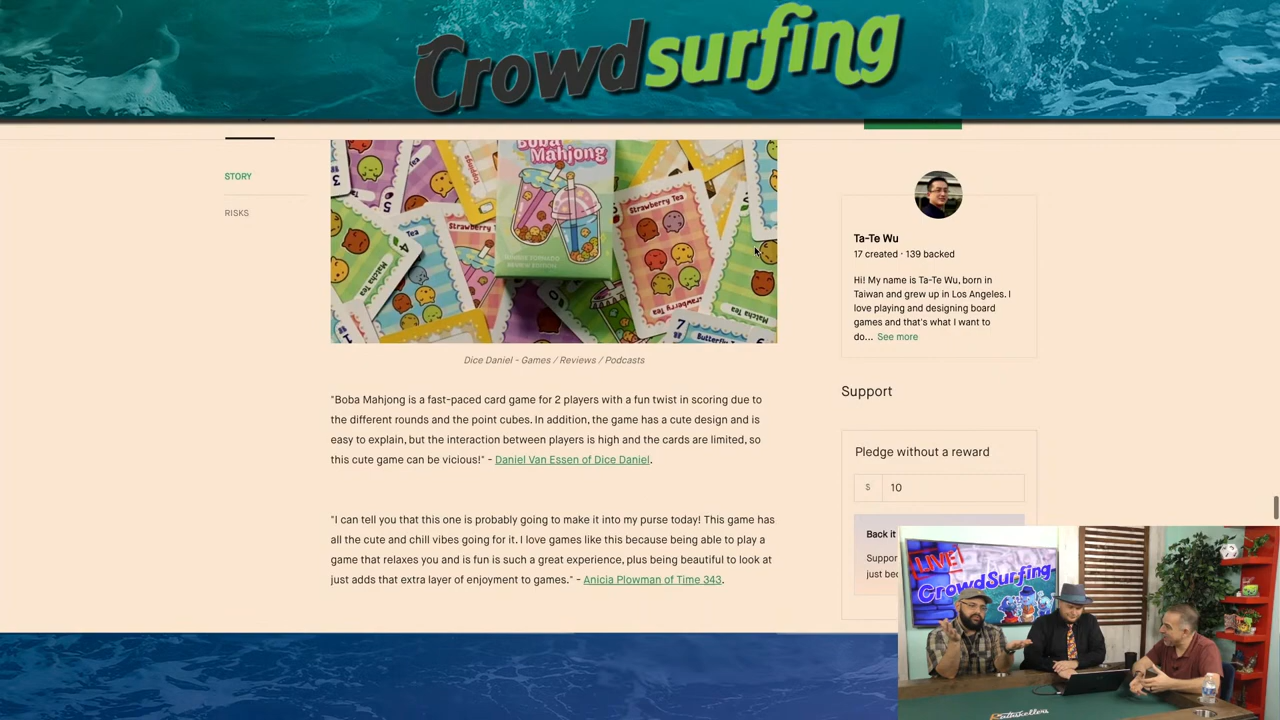 Crowdsurfing
STORY
RISKS
Boba
Mahjong
Strawberry Tea
Strawberry Tea
Matcha Tea
Matcha Tea
Toppings
4
7
Dice Daniel - Games / Reviews / Podcasts
"Boba Mahjong is a fast-paced card game for 2 players with a fun twist in scoring due to
the different rounds and the point cubes. In addition, the game has a cute design and is
easy to explain, but the interaction between players is high and the cards are limited, so
this cute game can be vicious!" - Daniel Van Essen of Dice Daniel.
"I can tell you that this one is probably going to make it into my purse today! This game has
all the cute and chill vibes going for it. I love games like this because being able to play a
game that relaxes you and is fun is such a great experience, plus being beautiful to look at
just adds that extra layer of enjoyment to games." - Anicia Plowman of Time 343.
Ta-Te Wu
17 created · 139 backed
Hi! My name is Ta-Te Wu, born in
Taiwan and grew up in Los Angeles. I
love playing and designing board
games and that's what I want to
do... See more
Support
Pledge without a reward
$ 10
Back it
Suppor
just bec
LIVE!
CrowdSurfing